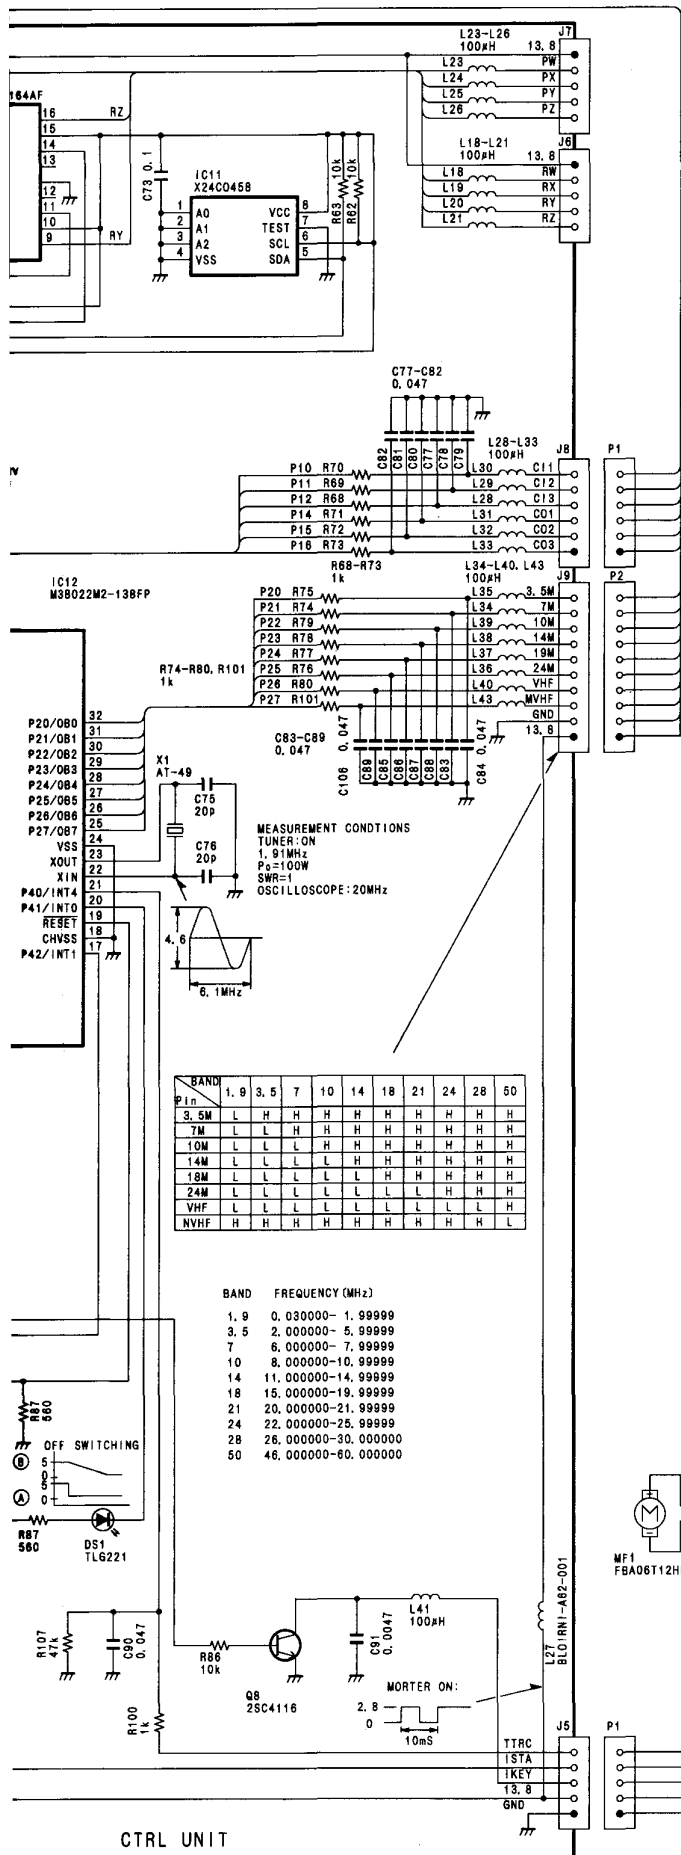 L23-L26
100μH
J7
13.8
L23 PW
L24 PX
L25 PY
L26 PZ
164AF
16 RZ
15
14
13
12
11
10
9 RY
C73 0.1
IC11
X24C0458
1 A0
2 A1
3 A2
4 VSS
VCC 8
TEST 7
SCL 6
SDA 5
R63 10k
R62 10k
L18-L21
100μH
J6
13.8
L18 RW
L19 RX
L20 RY
L21 RZ
C77-C82
0.047
C82
C81
C80
C77
C78
C79
L28-L33
100μH
J8
P1
P10 R70 L30 CI1
P11 R69 L29 CI2
P12 R68 L28 CI3
P14 R71 L31 CO1
P15 R72 L32 CO2
P16 R73 L33 CO3
R68-R73
1k
L34-L40, L43
100μH
J9
P2
IC12
M38022M2-138FP
P20 R75 L35 3.5M
P21 R74 L34 7M
P22 R79 L39 10M
P23 R78 L38 14M
P24 R77 L37 19M
P25 R76 L36 24M
P26 R80 L40 VHF
P27 R101 L43 MVHF
GND
13.8
R74-R80, R101
1k
C83-C89
0.047
C106 0.047
C89
C85
C86
C87
C88
C83
C84 0.047
P20/OB0 32
P21/OB1 31
P22/OB2 30
P23/OB3 29
P24/OB4 28
P25/OB5 27
P26/OB6 26
P27/OB7 25
VSS 24
XOUT 23
XIN 22
P40/INT4 21
P41/INT0 20
RESET 19
CHVSS 18
P42/INT1 17
X1
AT-49
C75
20p
C76
20p
MEASUREMENT CONDTIONS
TUNER:ON
1.91MHz
Po=100W
SWR=1
OSCILLOSCOPE:20MHz
4.6
6.1MHz
BAND
Pin 1.9 3.5 7 10 14 18 21 24 28 50
3.5M L H H H H H H H H H
7M L L H H H H H H H H
10M L L L H H H H H H H
14M L L L L H H H H H H
18M L L L L L H H H H H
24M L L L L L L L H H H
VHF L L L L L L L L L H
NVHF H H H H H H H H H L
BAND FREQUENCY(MHz)
1.9 0.030000- 1.99999
3.5 2.000000- 5.99999
7 6.000000- 7.99999
10 8.000000-10.99999
14 11.000000-14.99999
18 15.000000-19.99999
21 20.000000-21.99999
24 22.000000-25.99999
28 26.000000-30.000000
50 46.000000-60.000000
R87
560
OFF SWITCHING
B 5
0
A 5
0
R87
560
DS1
TLG221
M
MF1
FBA06T12H
R107
47k
C90
0.047
R86
10k
Q8
2SC4116
C91
0.0047
L41
100μH
L27
BLO1RN1-A62-001
MORTER ON:
2.8
0
10mS
R100
1k
J5
P1
TTRC
ISTA
IKEY
13.8
GND
CTRL UNIT